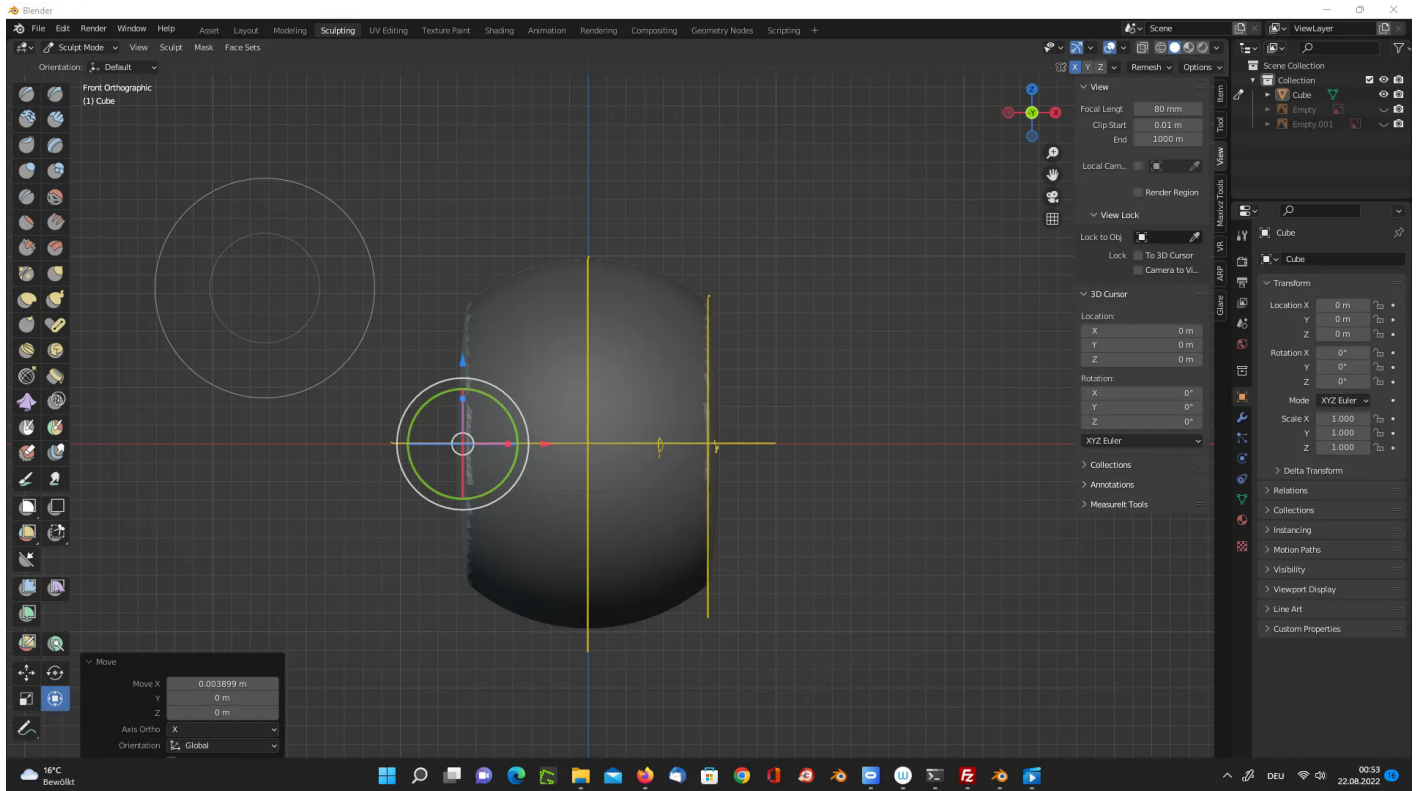 Blender
File Edit Render Window Help Asset Layout Modeling Sculpting UV Editing Texture Paint Shading Animation Rendering Compositing Geometry Nodes Scripting + Scene ViewLayer
Sculpt Mode View Sculpt Mask Face Sets
Orientation: Default X Y Z Remesh Options
Front Orthographic
(1) Cube
Z
Y
X
View
Focal Lengt 80 mm
Clip Start 0.01 m
End 1000 m
Local Cam...
Render Region
View Lock
Lock to Obj
Lock To 3D Cursor
Camera to Vi...
3D Cursor
Location:
X 0 m
Y 0 m
Z 0 m
Rotation:
X 0°
Y 0°
Z 0°
XYZ Euler
Collections
Annotations
MeasureIt Tools
Item
Tool
View
Maxivz Tools
VR
ARP
Glare
Scene Collection
Collection
Cube
Empty
Empty.001
Cube
Cube
Transform
Location X 0 m
Y 0 m
Z 0 m
Rotation X 0°
Y 0°
Z 0°
Mode XYZ Euler
Scale X 1.000
Y 1.000
Z 1.000
Delta Transform
Relations
Collections
Instancing
Motion Paths
Visibility
Viewport Display
Line Art
Custom Properties
Move
Move X 0.003899 m
Y 0 m
Z 0 m
Axis Ortho X
Orientation Global
16°C
Bewölkt
DEU
00:53
22.08.2022
16